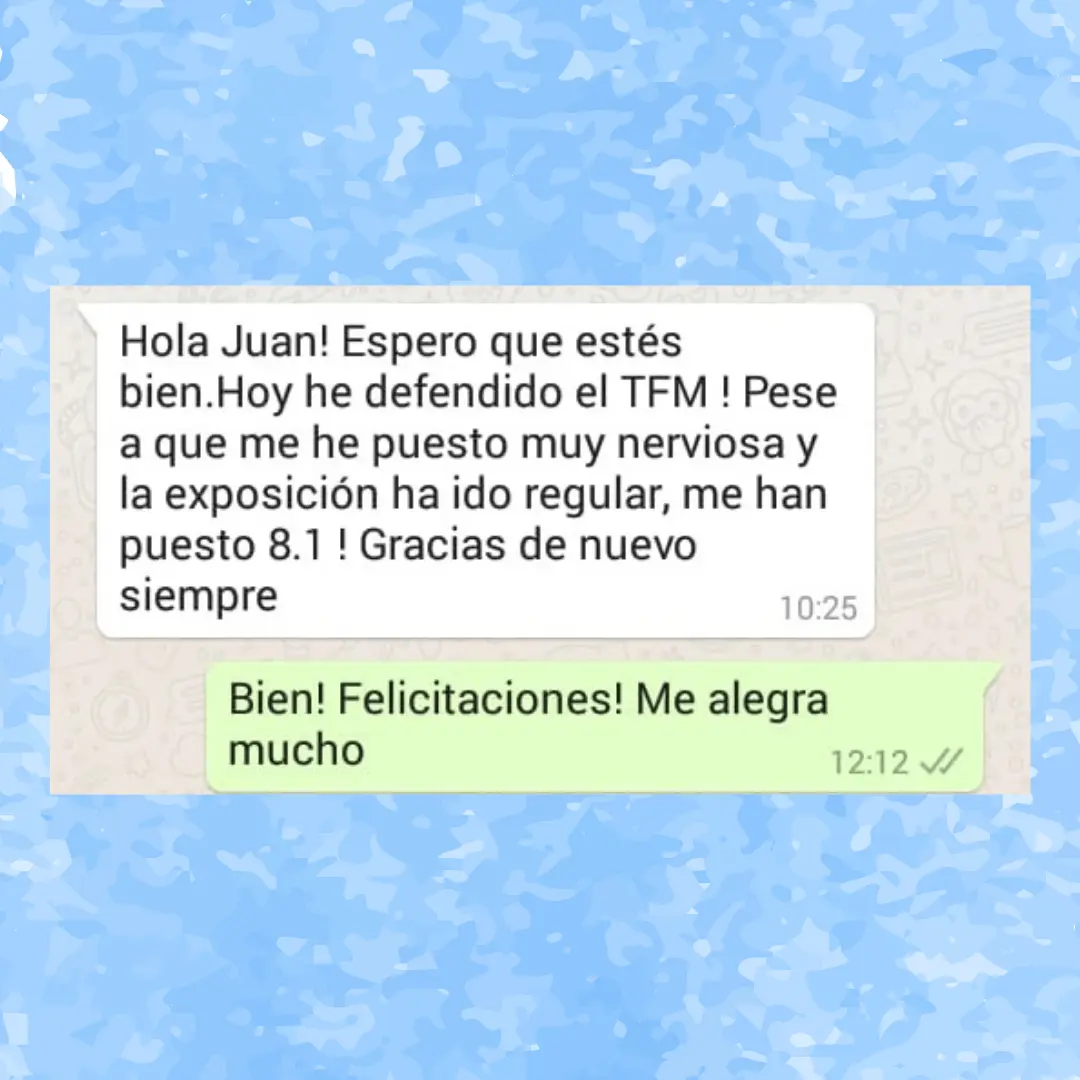 Hola Juan! Espero que estés
bien.Hoy he defendido el TFM ! Pese
a que me he puesto muy nerviosa y
la exposición ha ido regular, me han
puesto 8.1 ! Gracias de nuevo
siempre
10:25
Bien! Felicitaciones! Me alegra
mucho
12:12